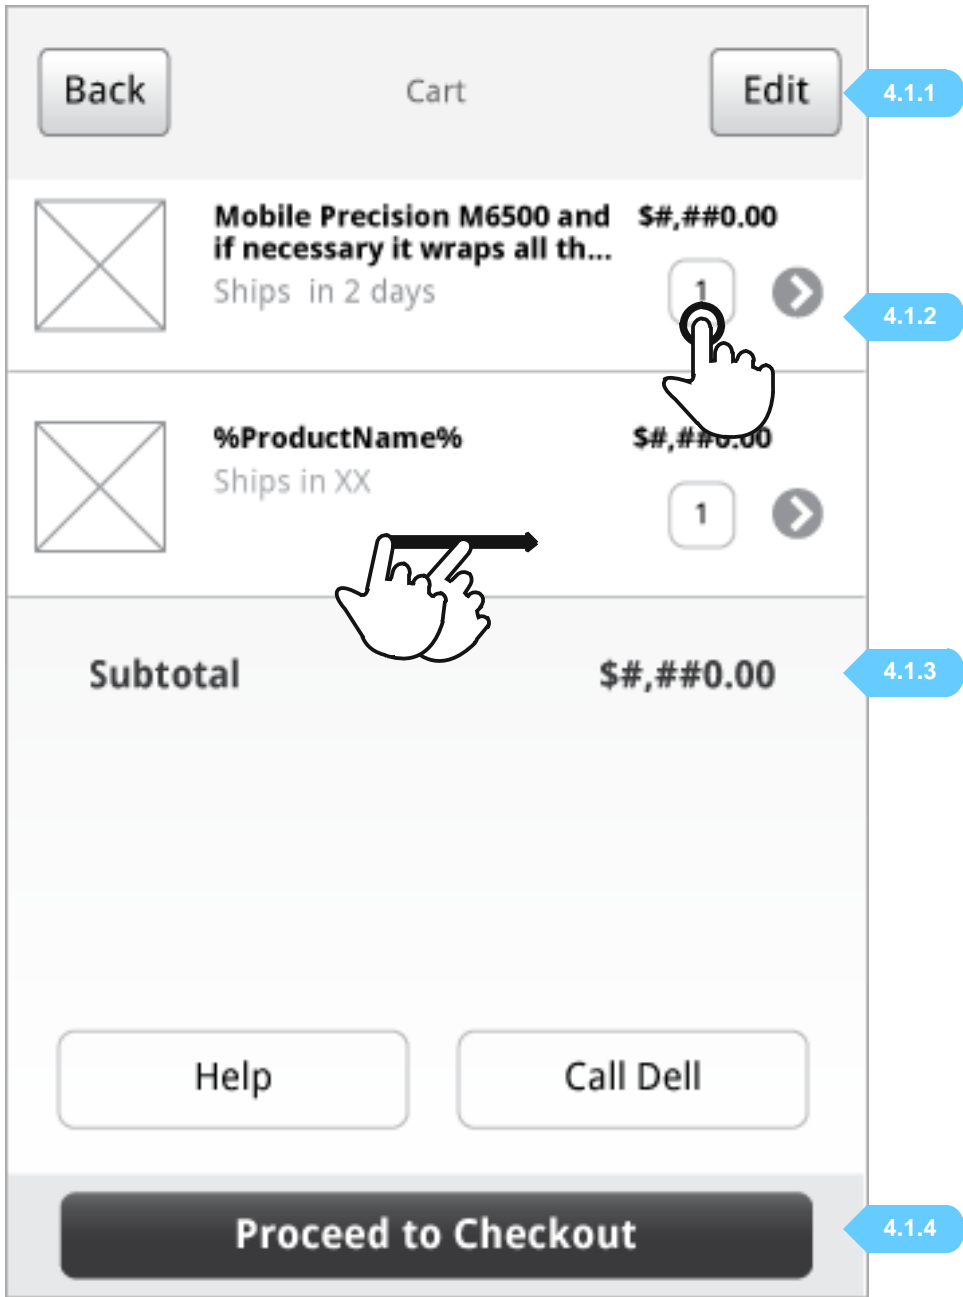 Back
Cart
Edit
4.1.1
Mobile Precision M6500 and
if necessary it wraps all th...
$#,##0.00
Ships in 2 days
1
4.1.2
%ProductName%
$#,##0.00
Ships in XX
1
Subtotal
$#,##0.00
4.1.3
Help
Call Dell
Proceed to Checkout
4.1.4